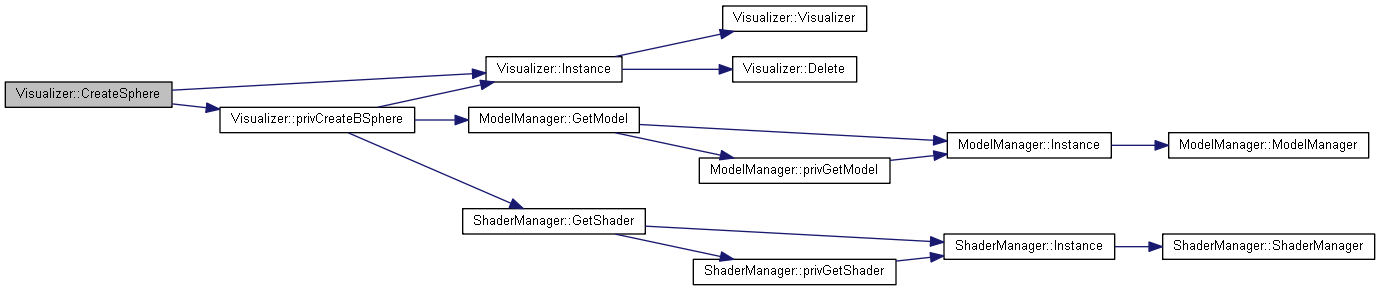 Visualizer::CreateSphere
Visualizer::privCreateBSphere
Visualizer::Instance
Visualizer::Visualizer
Visualizer::Delete
ModelManager::GetModel
ModelManager::privGetModel
ModelManager::Instance
ModelManager::ModelManager
ShaderManager::GetShader
ShaderManager::privGetShader
ShaderManager::Instance
ShaderManager::ShaderManager